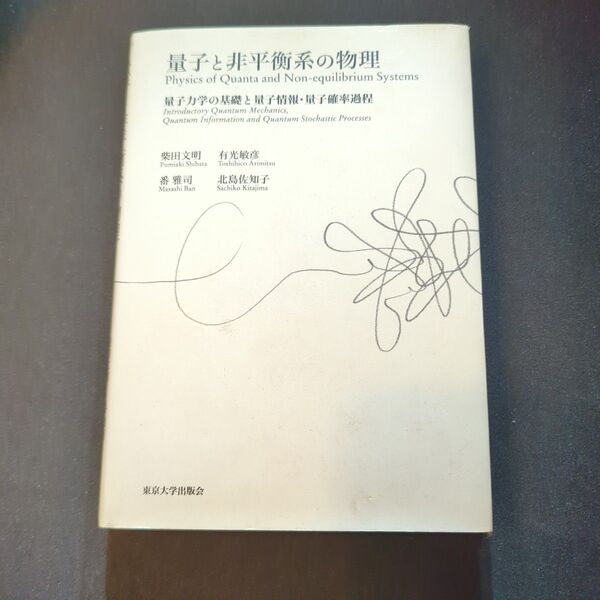 量子と非平衡系の物理
Physics of Quanta and Non-equilibrium Systems
量子力学の基礎と量子情報・量子確率過程
Introductory Quantum Mechanics,
Quantum Information and Quantum Stochastic Processes
柴田文明 有光敏彦
Fumiaki Shibata Toshihico Arimitsu
番 雅司 北島佐知子
Masashi Ban Sachiko Kitajima
東京大学出版会